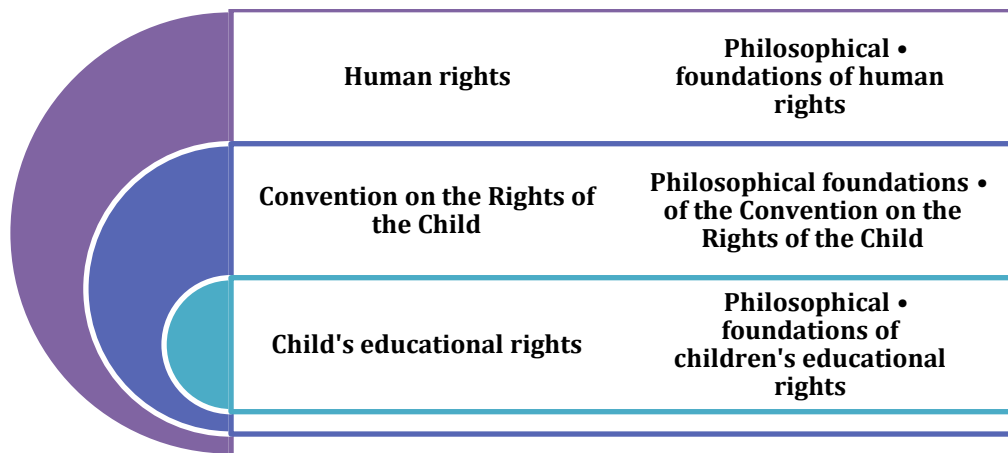 Human rights
Philosophical •
foundations of human
rights
Convention on the Rights of
the Child
Philosophical foundations •
of the Convention on the
Rights of the Child
Child's educational rights
Philosophical •
foundations of
children's educational
rights